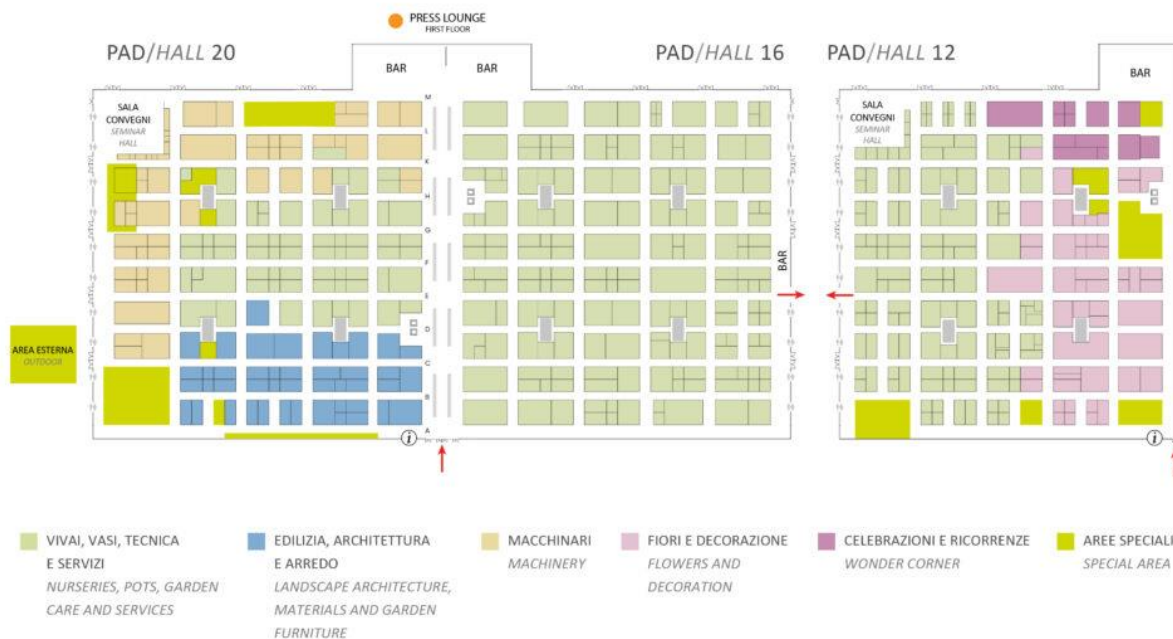 PRESS LOUNGE
FIRST FLOOR
PAD/HALL 20
PAD/HALL 16
PAD/HALL 12
BAR
BAR
BAR
SALA
CONVEGNI
SEMINAR
HALL
SALA
CONVEGNI
SEMINAR
HALL
M
L
K
H
G
F
E
D
C
B
A
BAR
AREA ESTERNA
OUTDOOR
i
i
VIVAI, VASI, TECNICA
E SERVIZI
NURSERIES, POTS, GARDEN
CARE AND SERVICES
EDILIZIA, ARCHITETTURA
E ARREDO
LANDSCAPE ARCHITECTURE,
MATERIALS AND GARDEN
FURNITURE
MACCHINARI
MACHINERY
FIORI E DECORAZIONE
FLOWERS AND
DECORATION
CELEBRAZIONI E RICORRENZE
WONDER CORNER
AREE SPECIALI
SPECIAL AREA